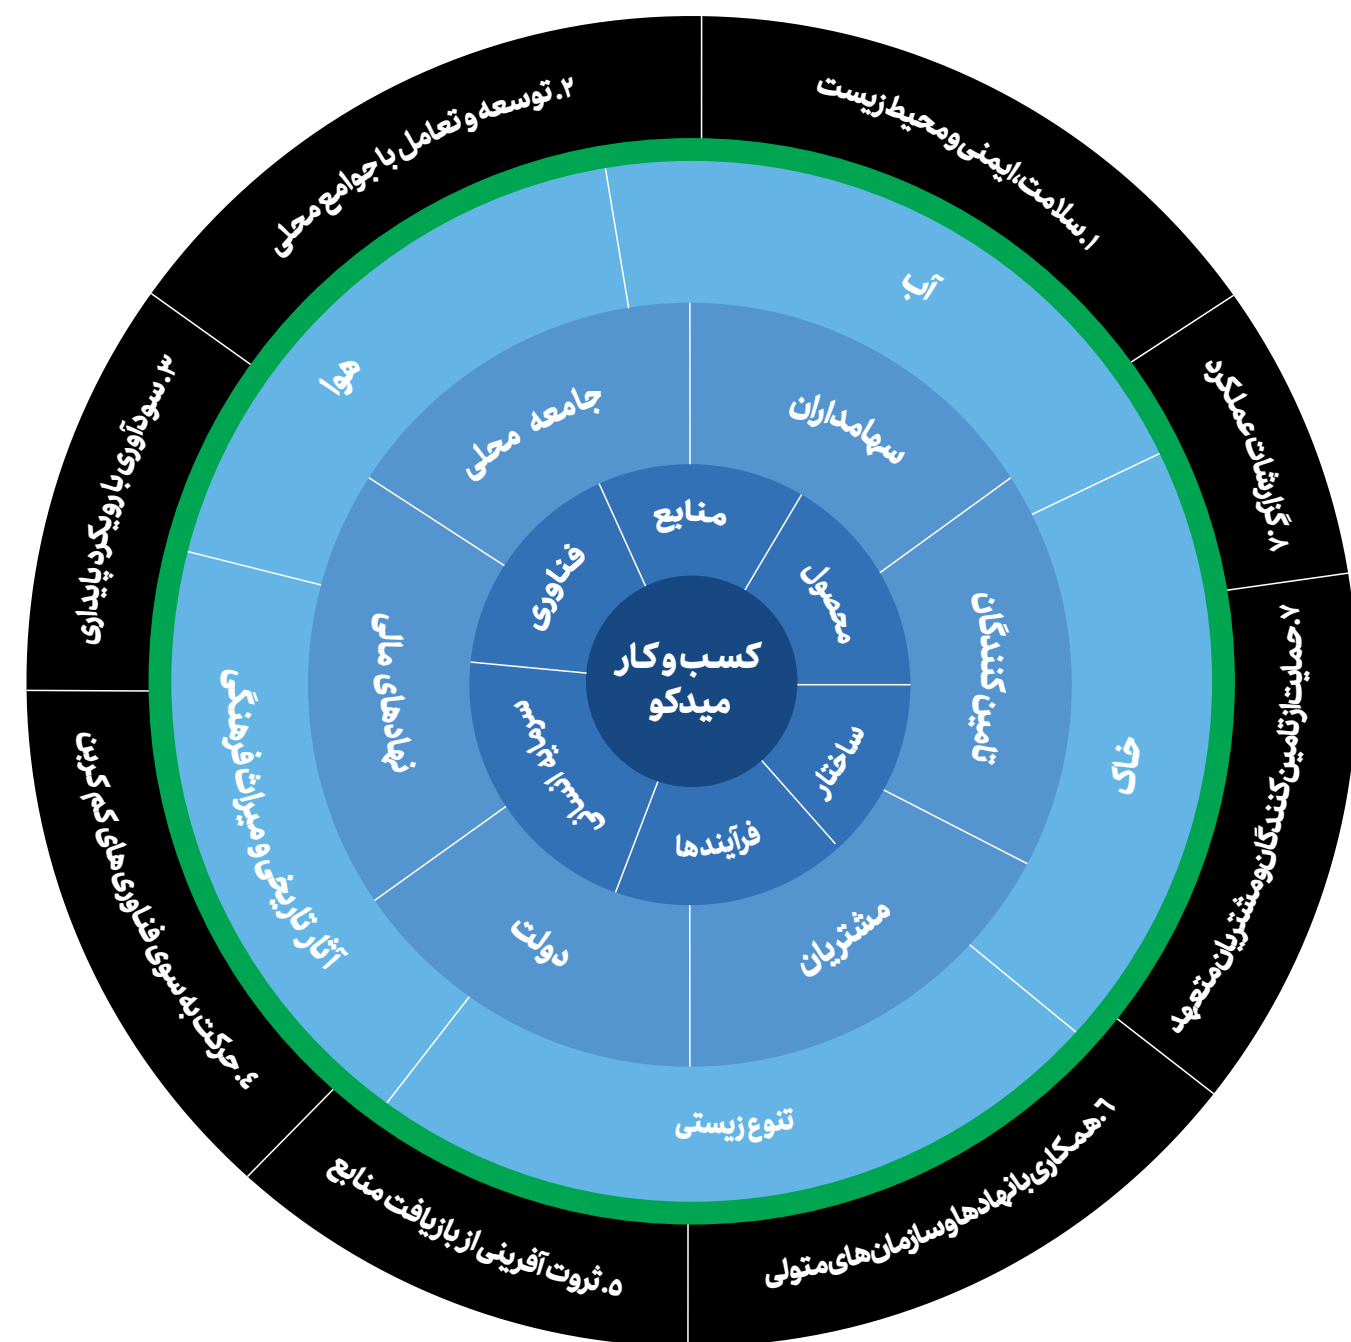 کسب‌وکار
میدکو
منابع
محصول
ساختار
فرآیندها
سرمایه انسانی
فناوری
سهامداران
تامین کنندگان
مشتریان
دولت
نهادهای مالی
جامعه محلی
آب
خاک
تنوع زیستی
آثار تاریخی و میراث فرهنگی
هوا
۱. سلامت، ایمنی و محیط زیست
۲. توسعه و تعامل با جوامع محلی
۳. سودآوری با رویکرد پایداری
۴. حرکت به سوی فناوری‌های کم کربن
۵. ثروت آفرینی از بازیافت منابع
۶. همکاری با نهادها و سازمان‌های متولی
۷. حمایت از تامین کنندگان و مشتریان متعهد
۸. گزارشات عملکرد